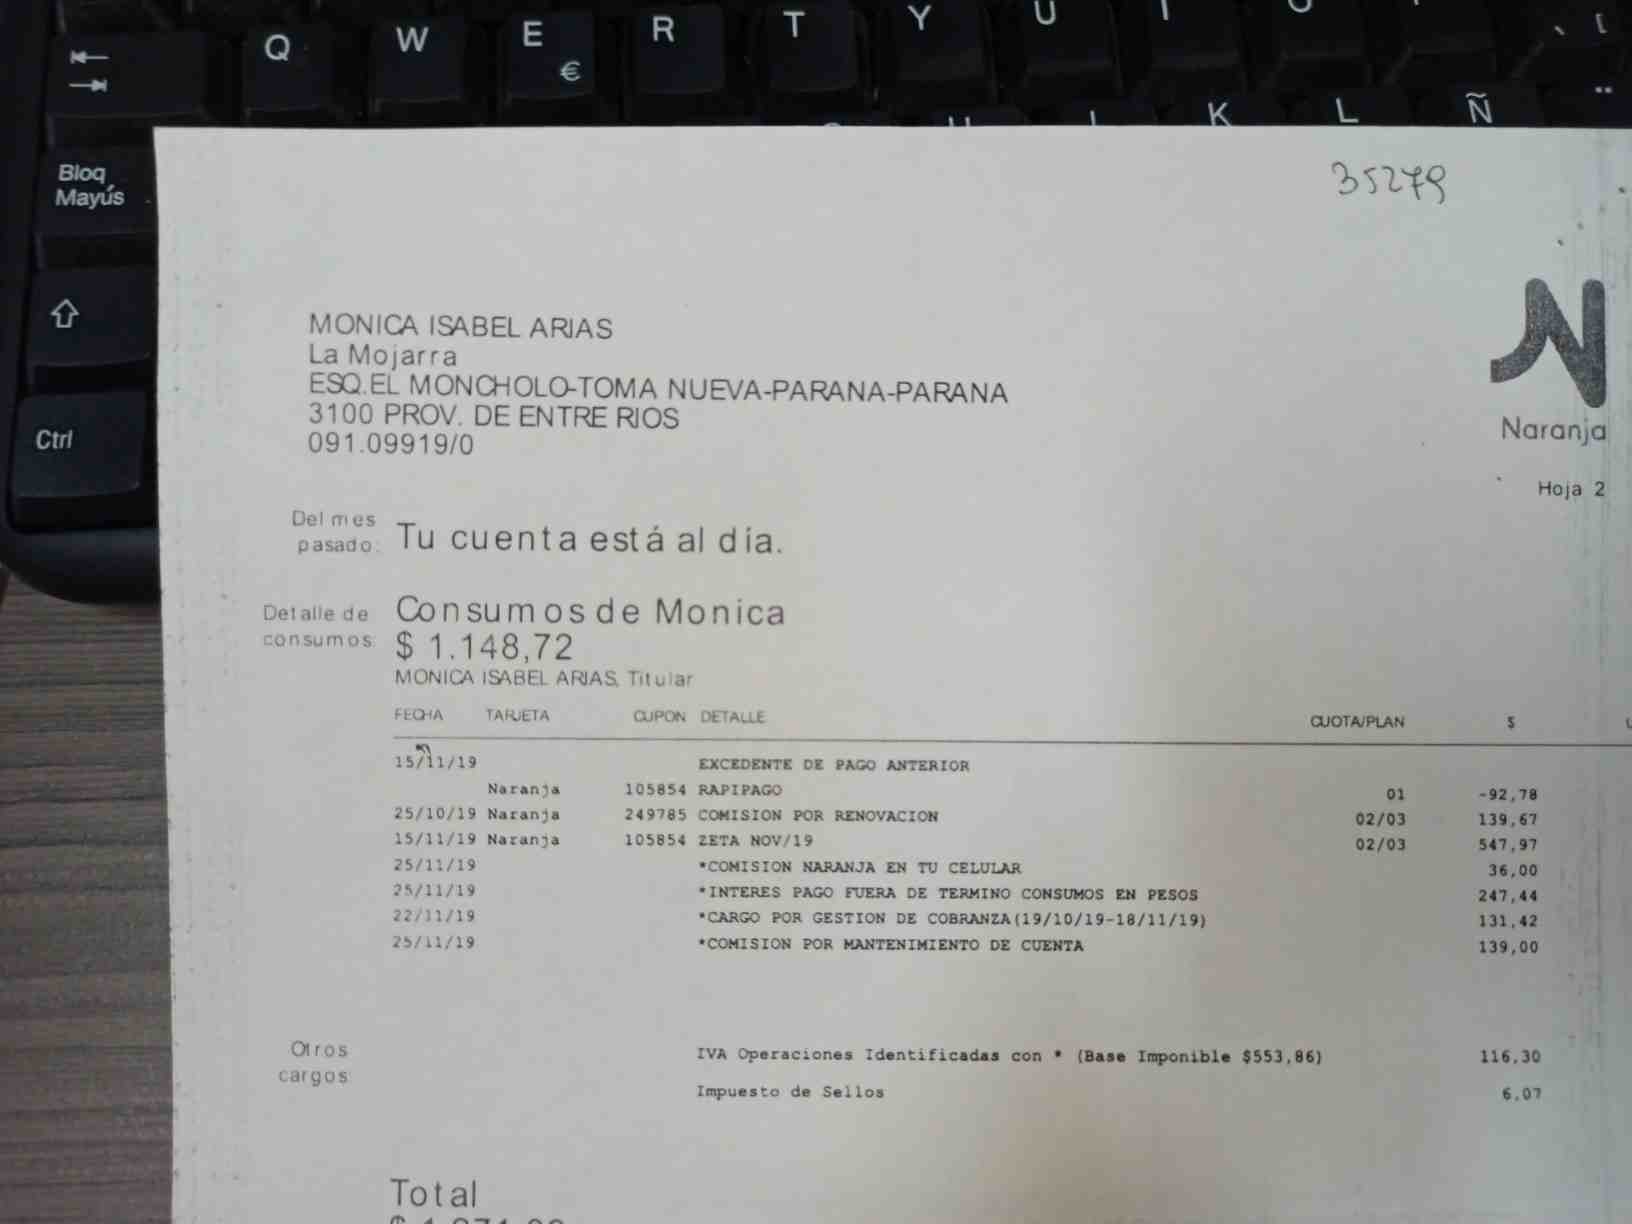 Q W E R T Y U I O
€
K L Ñ ¨
Bloq
Mayús
Ctrl
35279
MONICA ISABEL ARIAS
La Mojarra
ESQ.EL MONCHOLO-TOMA NUEVA-PARANA-PARANA
3100 PROV. DE ENTRE RIOS
091.09919/0
Naranja
Hoja 2
Del mes
pasado:
Tu cuenta está al día.
Detalle de
consumos:
Consumos de Monica
$ 1.148,72
MONICA ISABEL ARIAS, Titular
FECHA TARJETA CUPON DETALLE CUOTA/PLAN $
15/11/19 EXCEDENTE DE PAGO ANTERIOR
Naranja 105854 RAPIPAGO 01 -92,78
25/10/19 Naranja 249785 COMISION POR RENOVACION 02/03 139,67
15/11/19 Naranja 105854 ZETA NOV/19 02/03 547,97
25/11/19 *COMISION NARANJA EN TU CELULAR 36,00
25/11/19 *INTERES PAGO FUERA DE TERMINO CONSUMOS EN PESOS 247,44
22/11/19 *CARGO POR GESTION DE COBRANZA(19/10/19-18/11/19) 131,42
25/11/19 *COMISION POR MANTENIMIENTO DE CUENTA 139,00
Otros
cargos
IVA Operaciones Identificadas con * (Base Imponible $553,86) 116,30
Impuesto de Sellos 6,07
Total